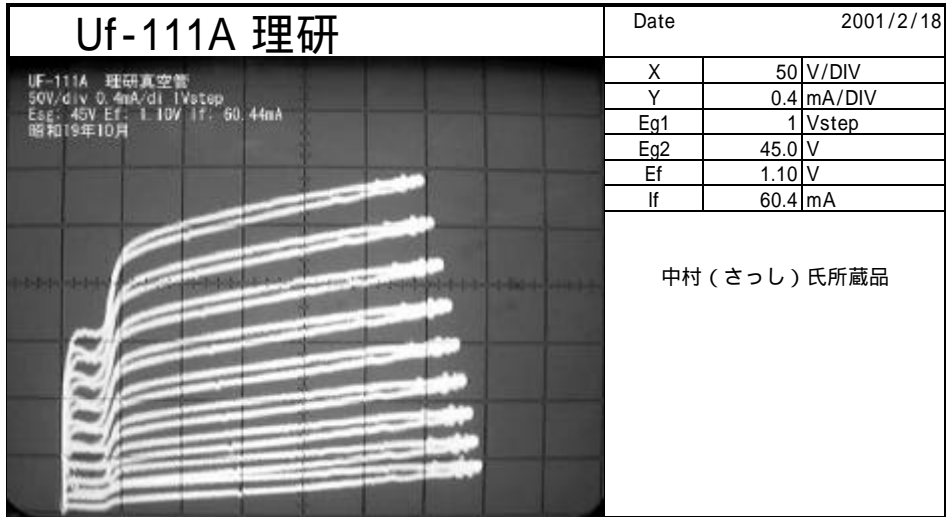 Uf-111A 理研
Date 2001/2/18
UF-111A 理研真空管
50V/div 0.4mA/di 1Vstep
Esg: 45V Ef: 1.10V If: 60.44mA
昭和19年10月
X 50 V/DIV
Y 0.4 mA/DIV
Eg1 1 Vstep
Eg2 45.0 V
Ef 1.10 V
If 60.4 mA
中村（さっし）氏所蔵品